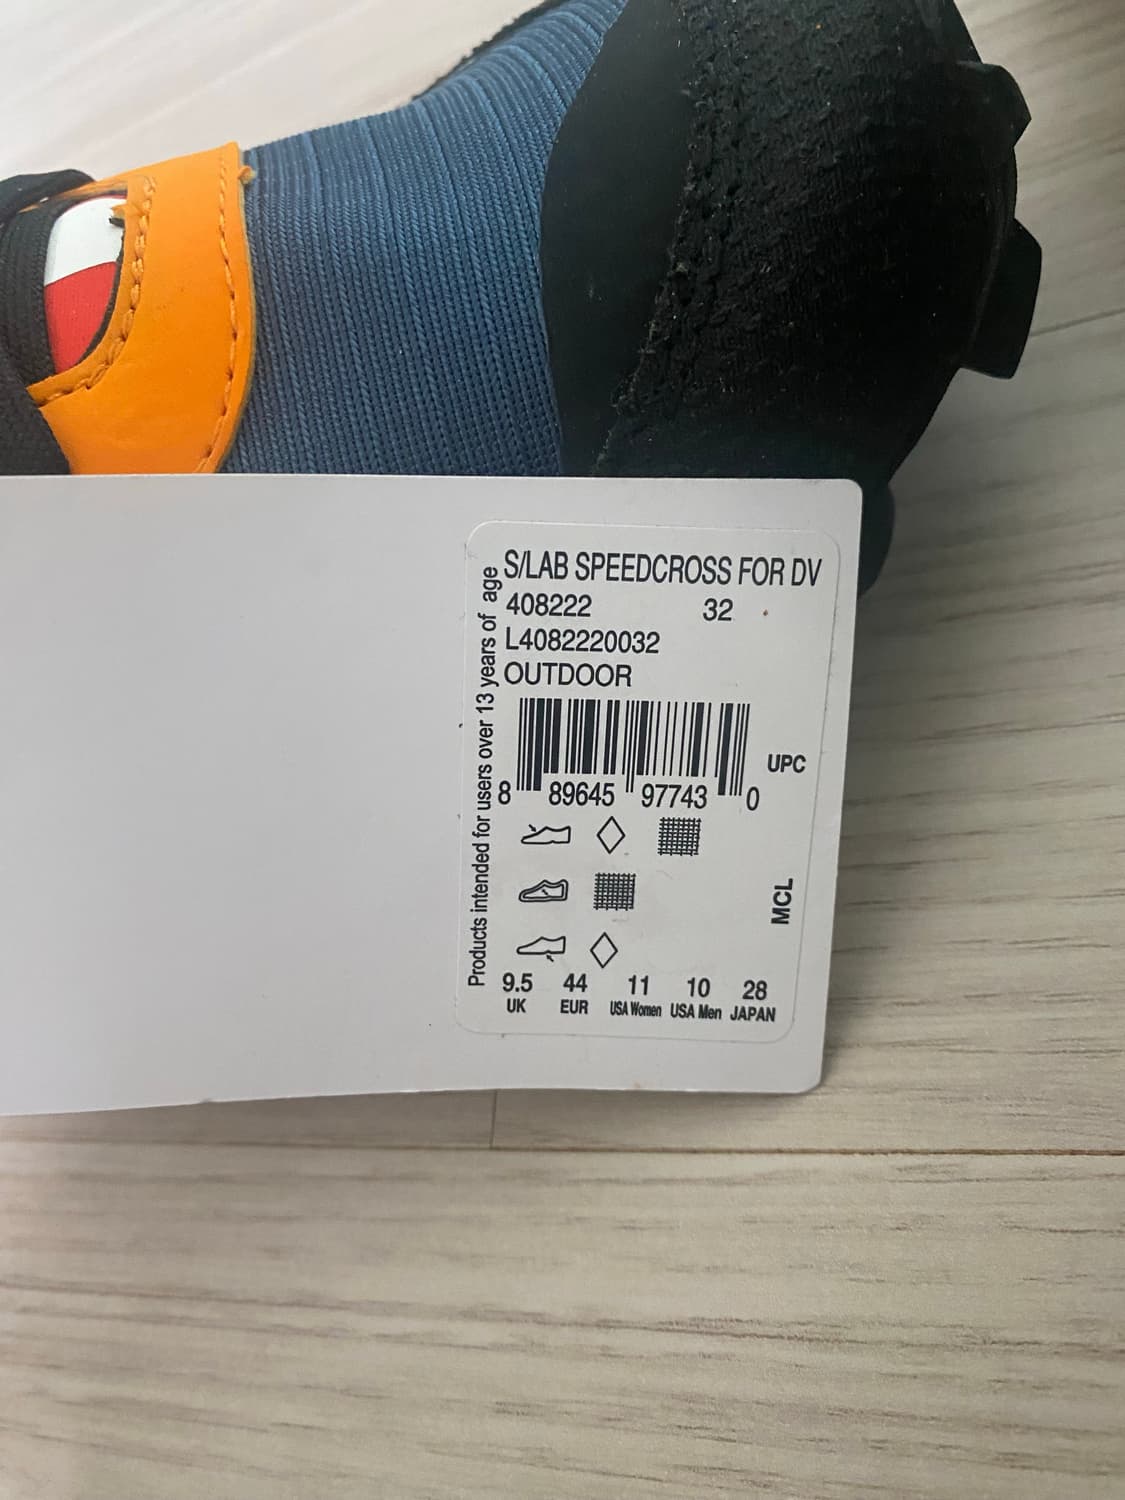 S/LAB SPEEDCROSS FOR DV
408222 32
L4082220032
OUTDOOR
8 89645 97743 0
UPC
MCL
9.5 44 11 10 28
UK EUR USA Women USA Men JAPAN
Products intended for users over 13 years of age